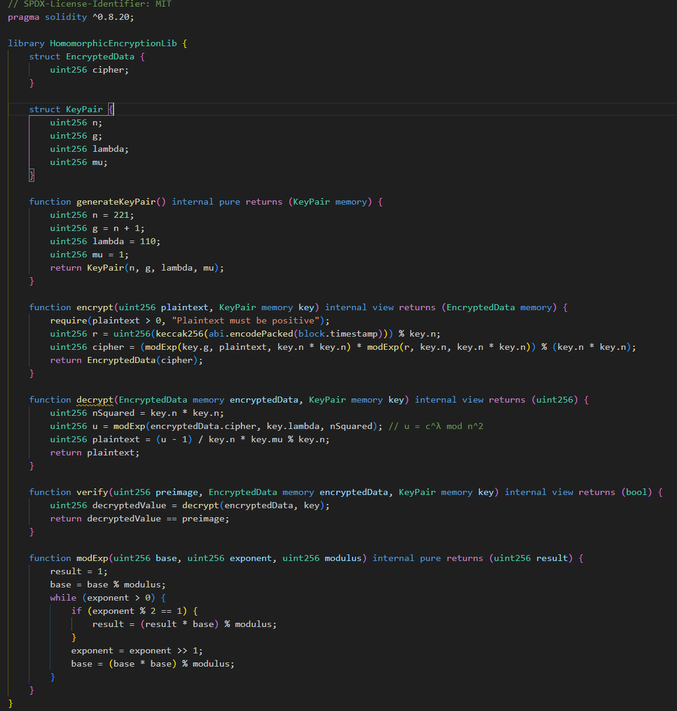 // SPDX-License-Identifier: MIT
pragma solidity ^0.8.20;
library HomomorphicEncryptionLib {
struct EncryptedData {
uint256 cipher;
}
struct KeyPair {
uint256 n;
uint256 g;
uint256 lambda;
uint256 mu;
}
function generateKeyPair() internal pure returns (KeyPair memory) {
uint256 n = 221;
uint256 g = n + 1;
uint256 lambda = 110;
uint256 mu = 1;
return KeyPair(n, g, lambda, mu);
}
function encrypt(uint256 plaintext, KeyPair memory key) internal view returns (EncryptedData memory) {
require(plaintext > 0, "Plaintext must be positive");
uint256 r = uint256(keccak256(abi.encodePacked(block.timestamp))) % key.n;
uint256 cipher = (modExp(key.g, plaintext, key.n * key.n) * modExp(r, key.n, key.n * key.n)) % (key.n * key.n);
return EncryptedData(cipher);
}
function decrypt(EncryptedData memory encryptedData, KeyPair memory key) internal view returns (uint256) {
uint256 nSquared = key.n * key.n;
uint256 u = modExp(encryptedData.cipher, key.lambda, nSquared); // u = c^λ mod n^2
uint256 plaintext = (u - 1) / key.n * key.mu % key.n;
return plaintext;
}
function verify(uint256 preimage, EncryptedData memory encryptedData, KeyPair memory key) internal view returns (bool) {
uint256 decryptedValue = decrypt(encryptedData, key);
return decryptedValue == preimage;
}
function modExp(uint256 base, uint256 exponent, uint256 modulus) internal pure returns (uint256 result) {
result = 1;
base = base % modulus;
while (exponent > 0) {
if (exponent % 2 == 1) {
result = (result * base) % modulus;
}
exponent = exponent >> 1;
base = (base * base) % modulus;
}
}
}